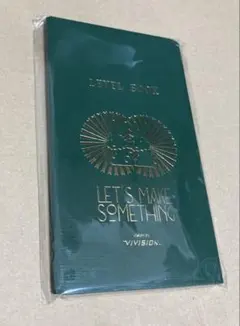 LEVEL BOOK
LET'S MAKE
SOMETHING
VIVISION